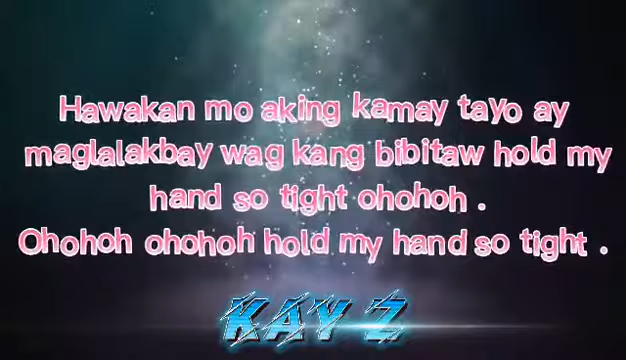 Hawakan mo aking kamay tayo ay
maglalakbay wag kang bibitaw hold my
hand so tight ohohoh .
Ohohoh ohohoh hold my hand so tight .
KAY Z